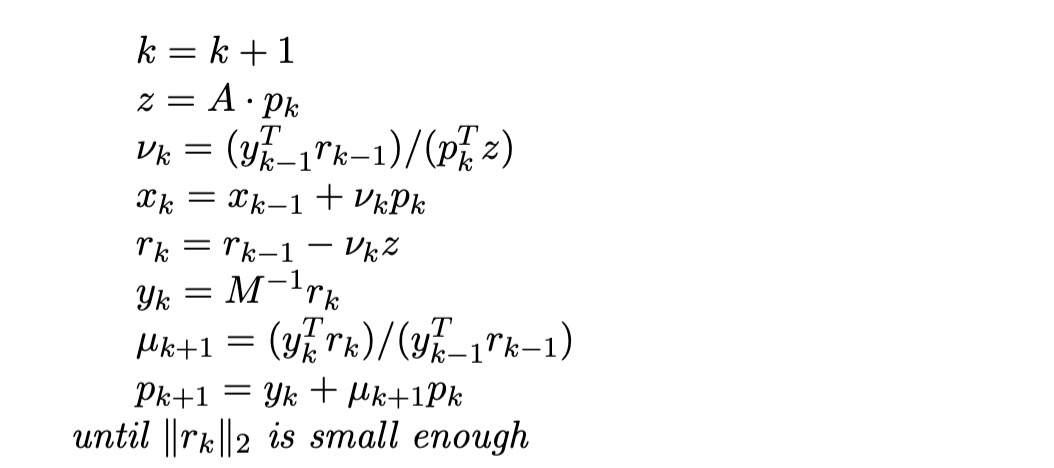 k = k + 1
z = A · p_k
ν_k = (y_{k−1}^T r_{k−1})/(p_k^T z)
x_k = x_{k−1} + ν_k p_k
r_k = r_{k−1} − ν_k z
y_k = M^{−1} r_k
μ_{k+1} = (y_k^T r_k)/(y_{k−1}^T r_{k−1})
p_{k+1} = y_k + μ_{k+1} p_k
until ‖r_k‖_2 is small enough